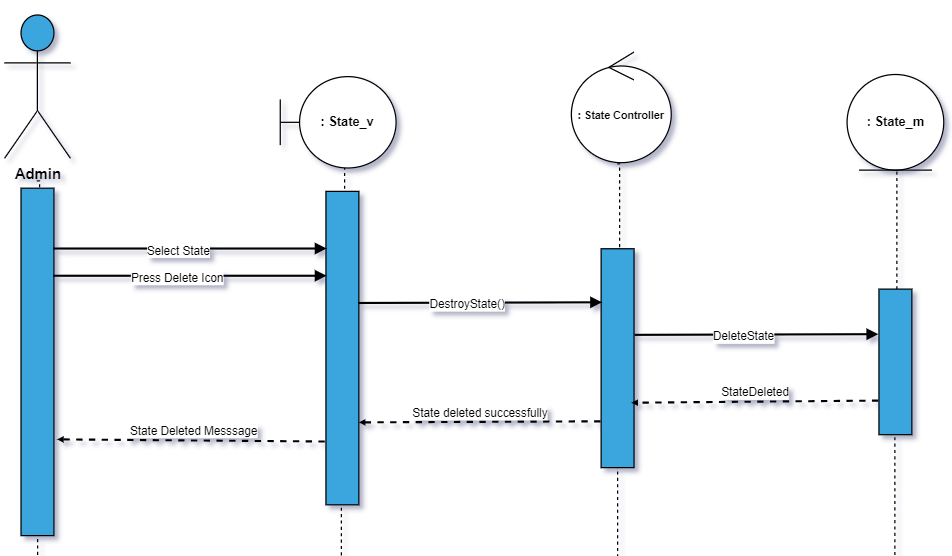 : State_v
: State Controller
: State_m
Admin
Select State
Press Delete Icon
DestroyState()
DeleteState
StateDeleted
State deleted successfully
State Deleted Messsage